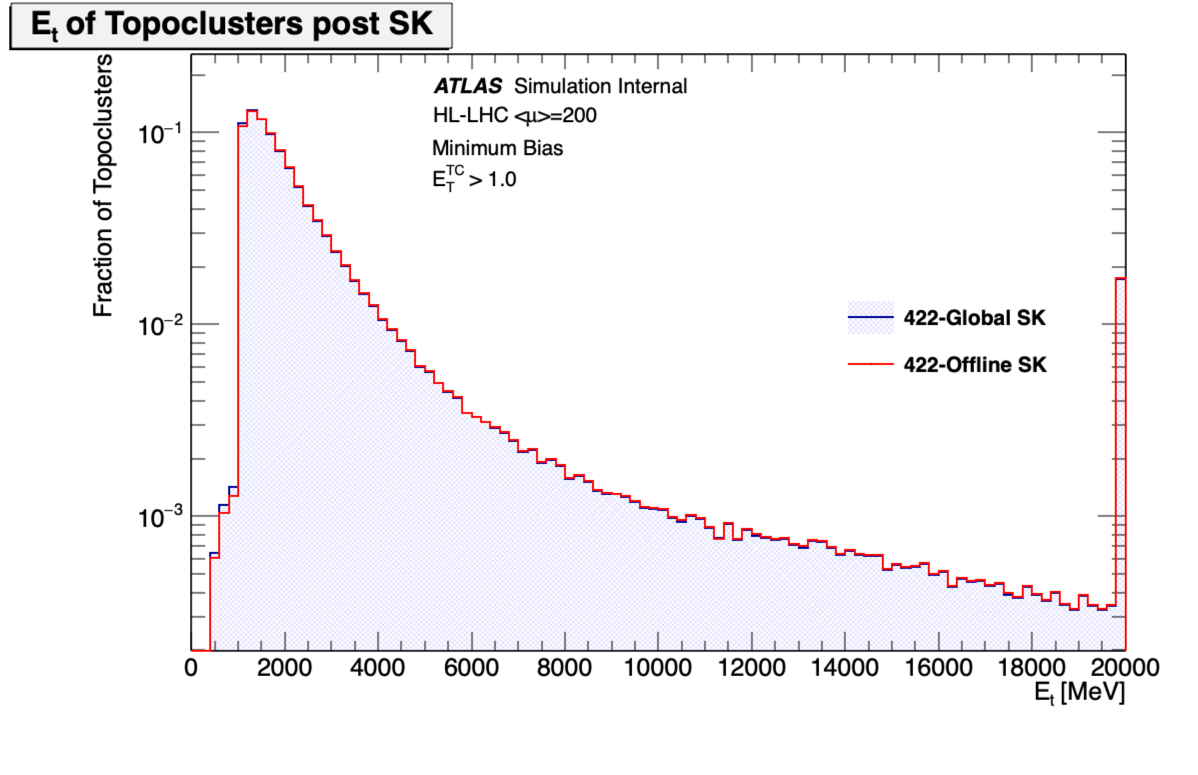 Et of Topoclusters post SK
Fraction of Topoclusters
ATLAS Simulation Internal
HL-LHC <μ>=200
Minimum Bias
E_T^TC > 1.0
10⁻¹
10⁻²
10⁻³
422-Global SK
422-Offline SK
0 2000 4000 6000 8000 10000 12000 14000 16000 18000 20000
Et [MeV]